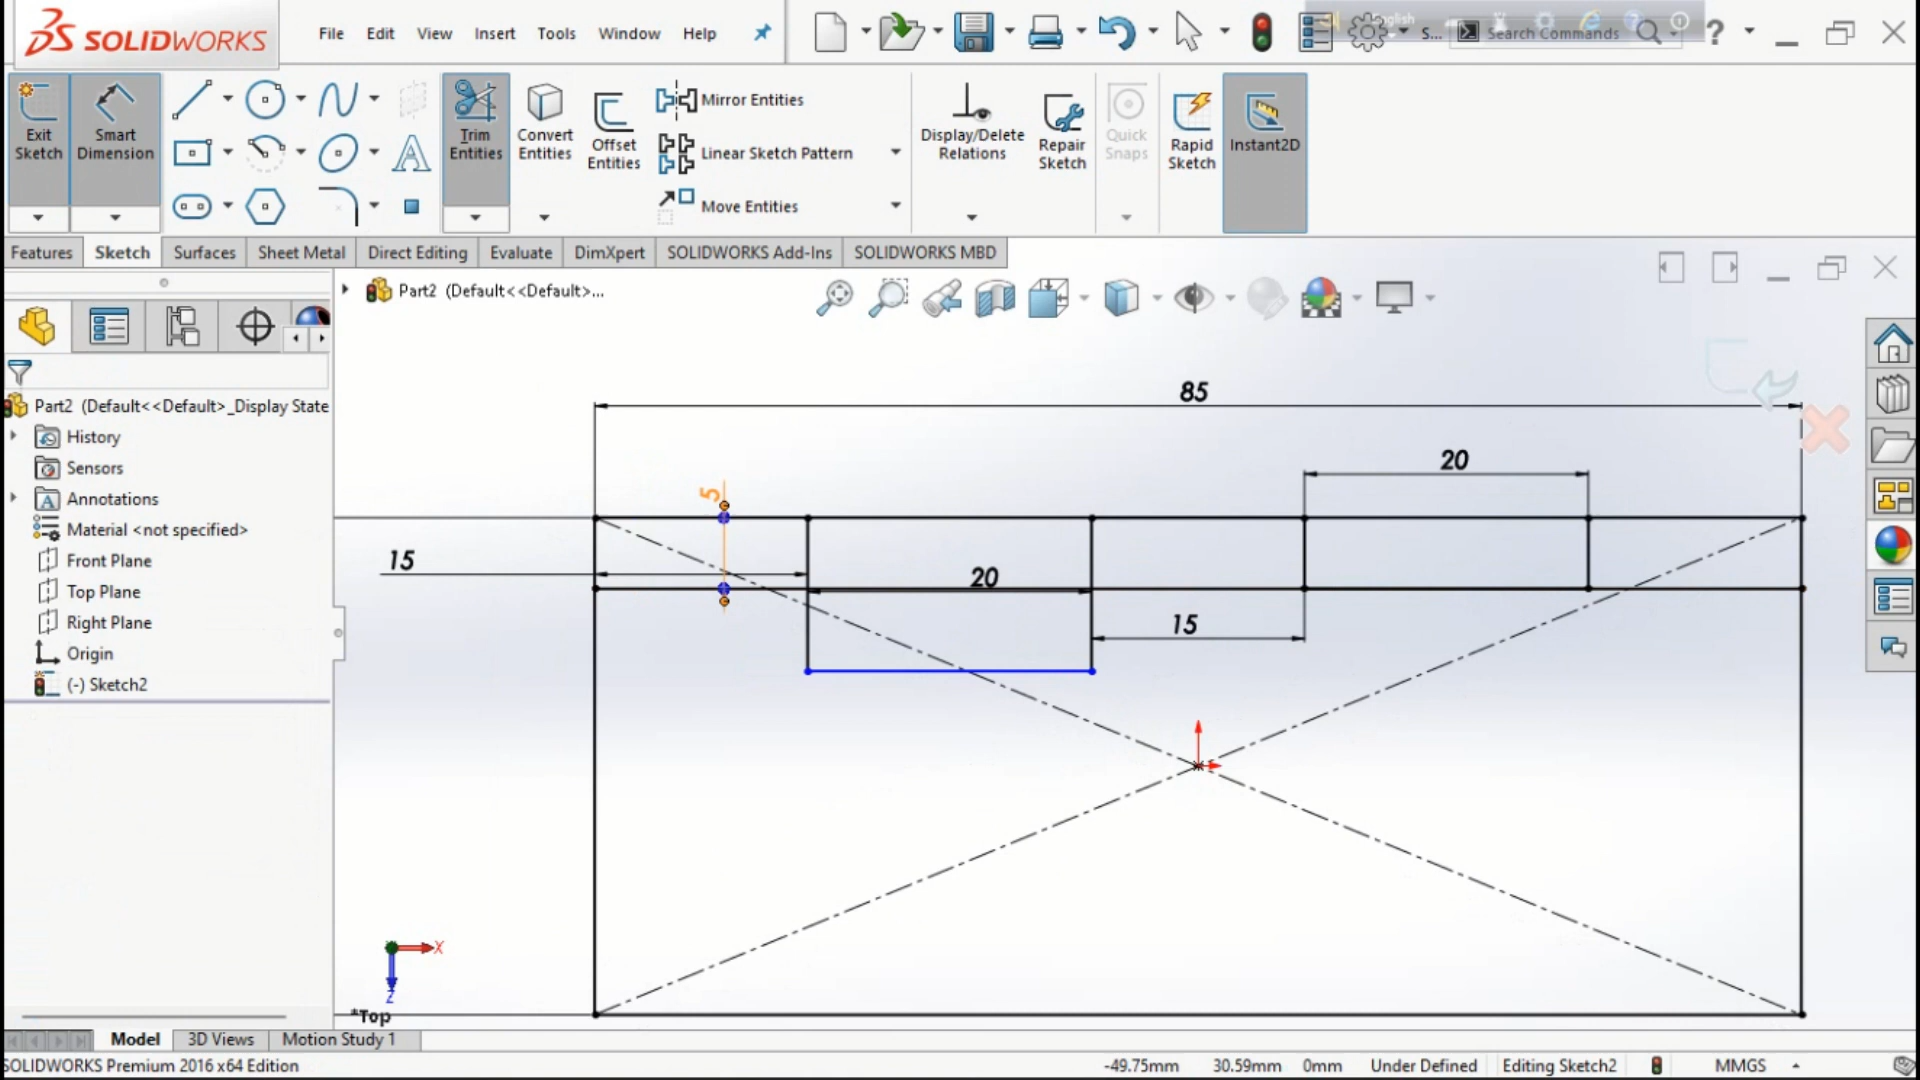 SOLIDWORKS
File Edit View Insert Tools Window Help
English
S... Search Commands
Exit Sketch
Smart Dimension
Trim Entities
Convert Entities
Offset Entities
Mirror Entities
Linear Sketch Pattern
Move Entities
Display/Delete Relations
Repair Sketch
Quick Snaps
Rapid Sketch
Instant2D
Features Sketch Surfaces Sheet Metal Direct Editing Evaluate DimXpert SOLIDWORKS Add-Ins SOLIDWORKS MBD
Part2 (Default<<Default>...
Part2 (Default<<Default>_Display State
History
Sensors
Annotations
Material <not specified>
Front Plane
Top Plane
Right Plane
Origin
(-) Sketch2
85
20
5
15
20
15
X
Z
*Top
Model 3D Views Motion Study 1
SOLIDWORKS Premium 2016 x64 Edition
-49.75mm 30.59mm 0mm Under Defined Editing Sketch2 MMGS